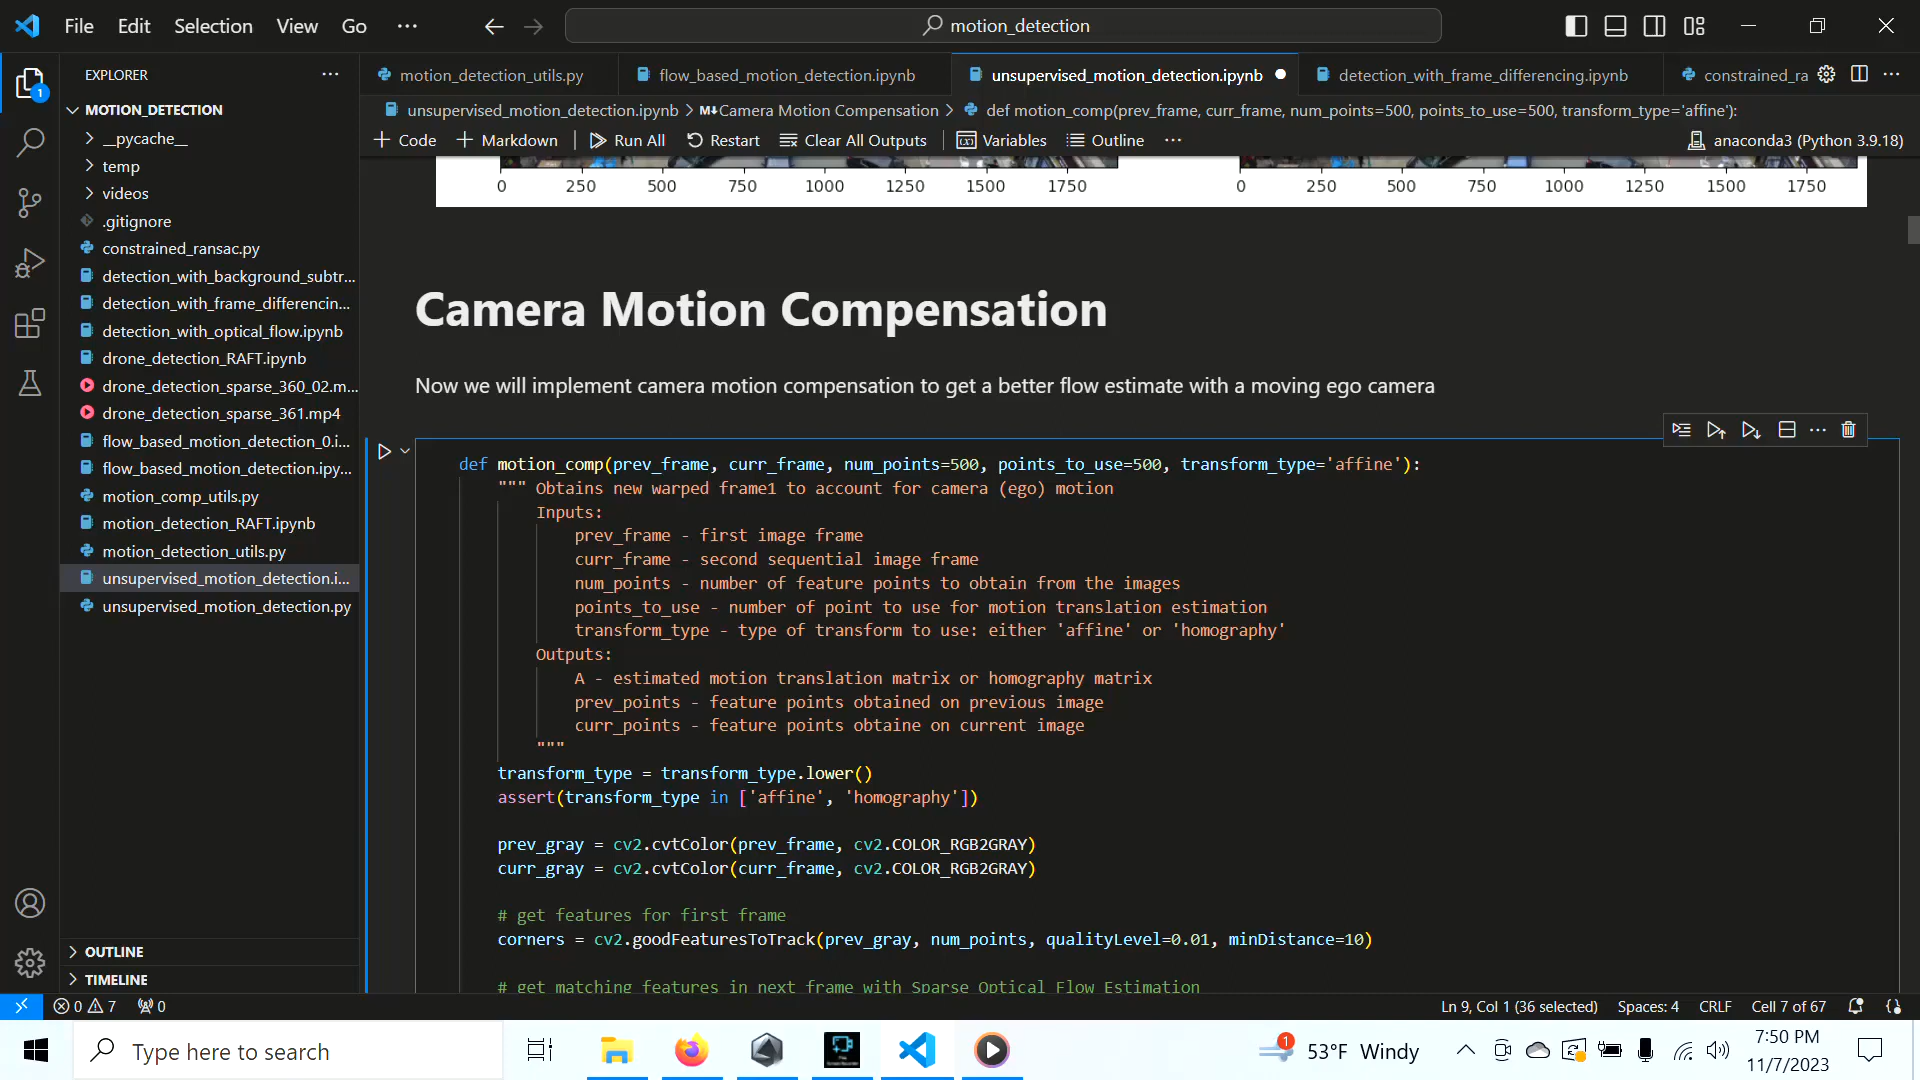 File Edit Selection View Go ···
motion_detection
EXPLORER
motion_detection_utils.py
flow_based_motion_detection.ipynb
unsupervised_motion_detection.ipynb
detection_with_frame_differencing.ipynb
constrained_ra
unsupervised_motion_detection.ipynb > M↓Camera Motion Compensation > def motion_comp(prev_frame, curr_frame, num_points=500, points_to_use=500, transform_type='affine'):
+ Code + Markdown Run All Restart Clear All Outputs Variables Outline ···
anaconda3 (Python 3.9.18)
MOTION_DETECTION
__pycache__
temp
videos
.gitignore
constrained_ransac.py
detection_with_background_subtr...
detection_with_frame_differencin...
detection_with_optical_flow.ipynb
drone_detection_RAFT.ipynb
drone_detection_sparse_360_02.m...
drone_detection_sparse_361.mp4
flow_based_motion_detection_0.i...
flow_based_motion_detection.ipy...
motion_comp_utils.py
motion_detection_RAFT.ipynb
motion_detection_utils.py
unsupervised_motion_detection.i...
unsupervised_motion_detection.py
OUTLINE
TIMELINE
1
0 250 500 750 1000 1250 1500 1750
0 250 500 750 1000 1250 1500 1750
Camera Motion Compensation
Now we will implement camera motion compensation to get a better flow estimate with a moving ego camera
def motion_comp(prev_frame, curr_frame, num_points=500, points_to_use=500, transform_type='affine'):
""" Obtains new warped frame1 to account for camera (ego) motion
Inputs:
prev_frame - first image frame
curr_frame - second sequential image frame
num_points - number of feature points to obtain from the images
points_to_use - number of point to use for motion translation estimation
transform_type - type of transform to use: either 'affine' or 'homography'
Outputs:
A - estimated motion translation matrix or homography matrix
prev_points - feature points obtained on previous image
curr_points - feature points obtaine on current image
"""
transform_type = transform_type.lower()
assert(transform_type in ['affine', 'homography'])
prev_gray = cv2.cvtColor(prev_frame, cv2.COLOR_RGB2GRAY)
curr_gray = cv2.cvtColor(curr_frame, cv2.COLOR_RGB2GRAY)
# get features for first frame
corners = cv2.goodFeaturesToTrack(prev_gray, num_points, qualityLevel=0.01, minDistance=10)
# get matching features in next frame with Sparse Optical Flow Estimation
0 7 0
Ln 9, Col 1 (36 selected) Spaces: 4 CRLF Cell 7 of 67
Type here to search
1
53°F Windy
7:50 PM
11/7/2023